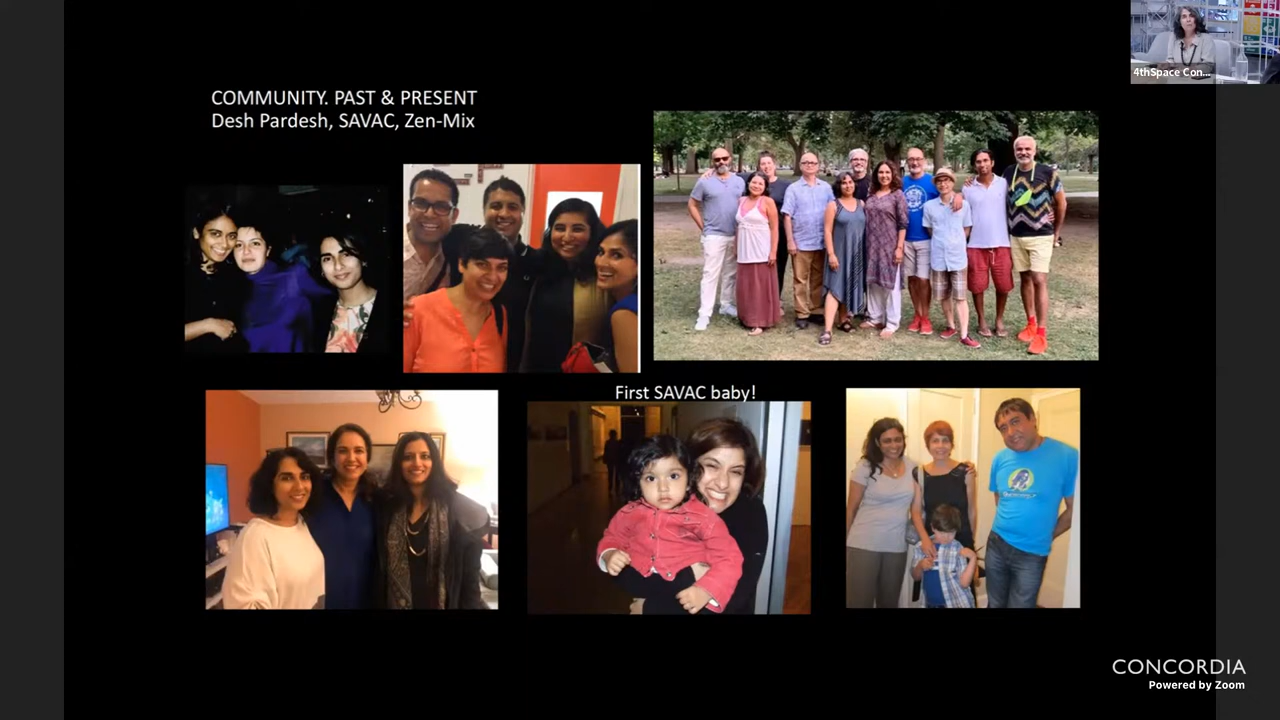 COMMUNITY. PAST & PRESENT
Desh Pardesh, SAVAC, Zen-Mix
4thSpace Con...
First SAVAC baby!
CONCORDIA
Powered by Zoom